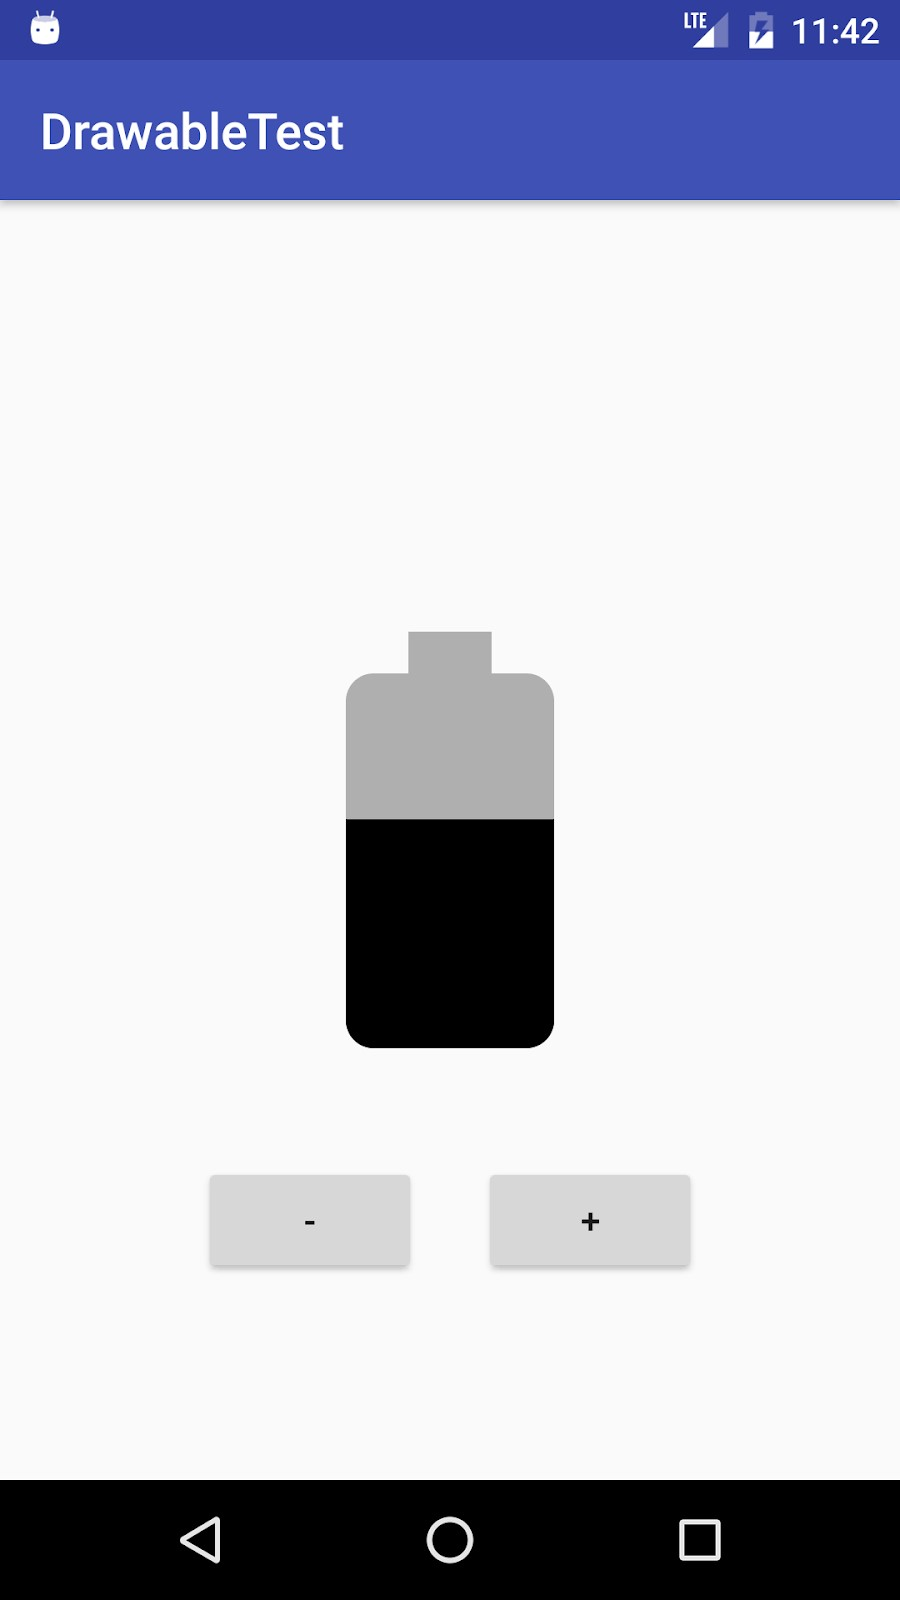 LTE 11:42
DrawableTest
- +